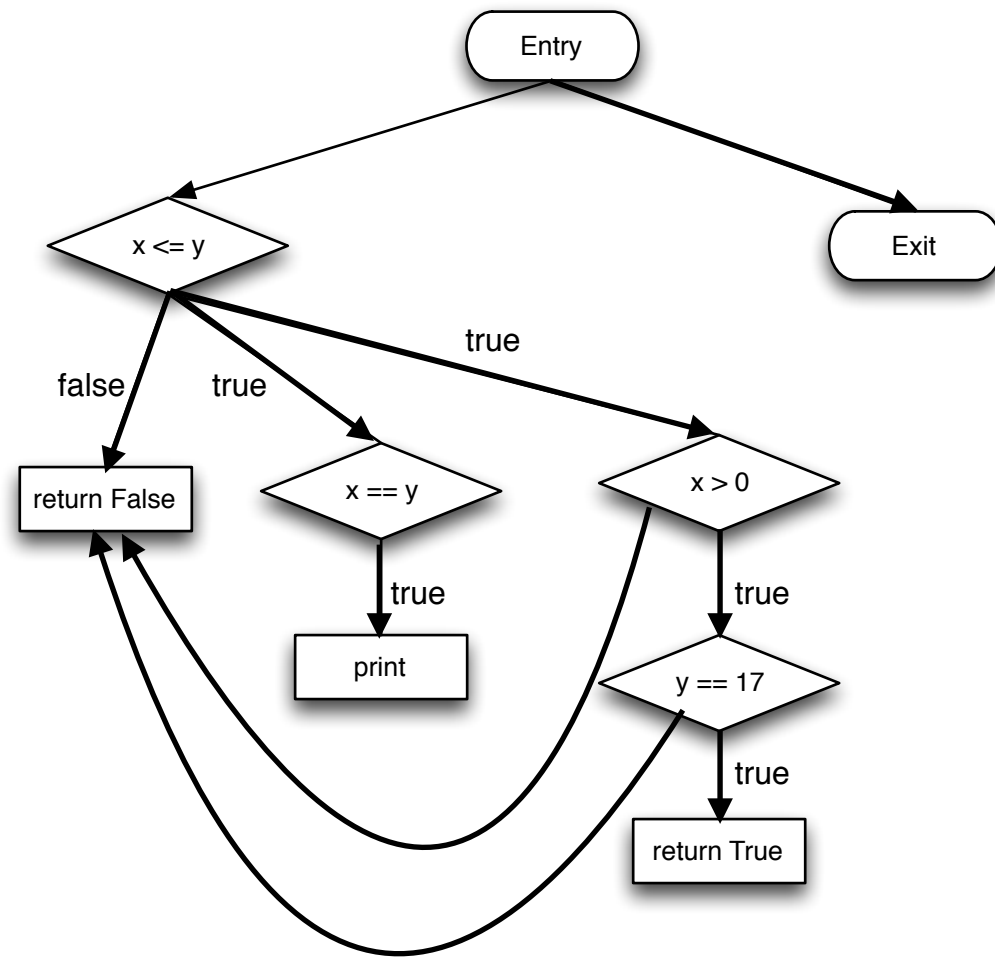 Entry
x <= y
Exit
true
false
true
return False
x == y
x > 0
true
true
print
y == 17
true
return True